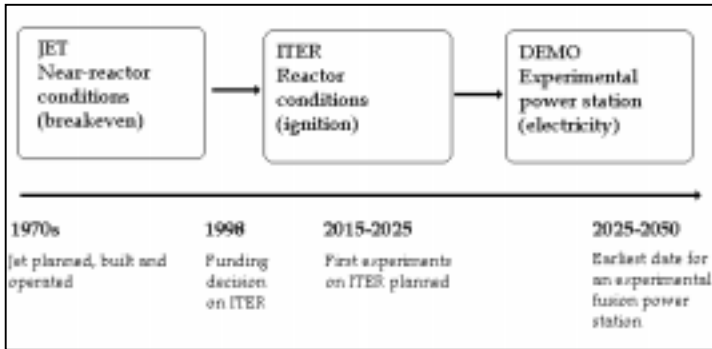 JET
Near-reactor
conditions
(breakeven)
ITER
Reactor
conditions
(ignition)
DEMO
Experimental
power station
(electricity)
1970s
Jet planned, built and
operated
1998
Funding
decision
on ITER
2015-2025
First experiments
on ITER planned
2025-2050
Earliest date for
an experimental
fusion power
station